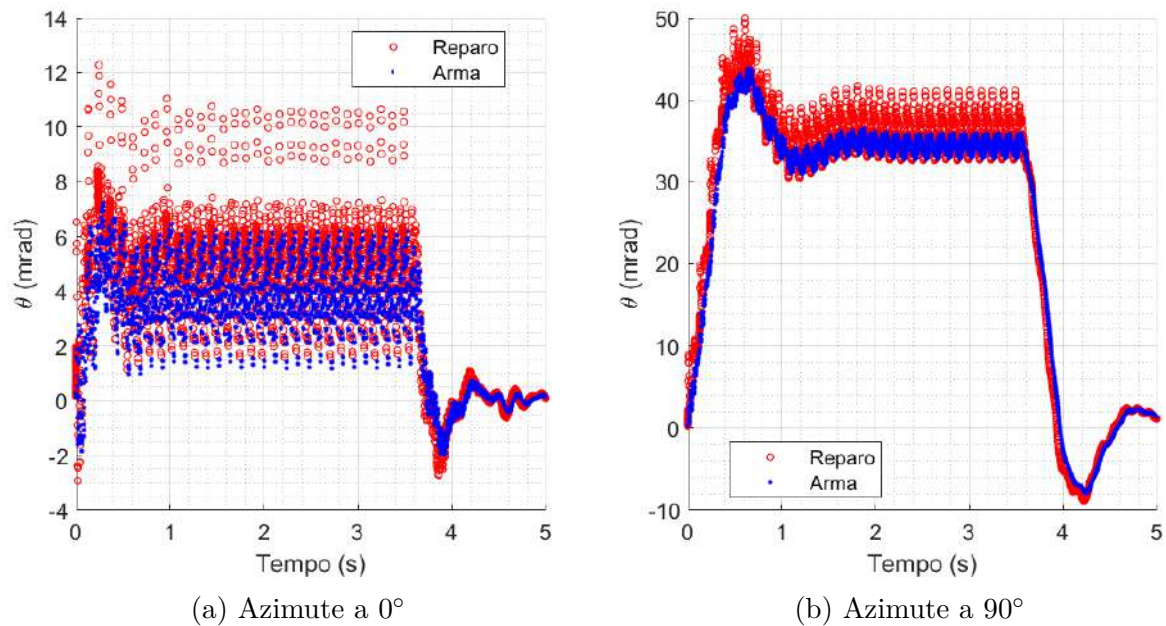 14
12
10
8
6
4
2
0
-2
-4
θ (mrad)
0 1 2 3 4 5
Tempo (s)
Reparo
Arma
(a) Azimute a 0°
50
40
30
20
10
0
-10
θ (mrad)
0 1 2 3 4 5
Tempo (s)
Reparo
Arma
(b) Azimute a 90°